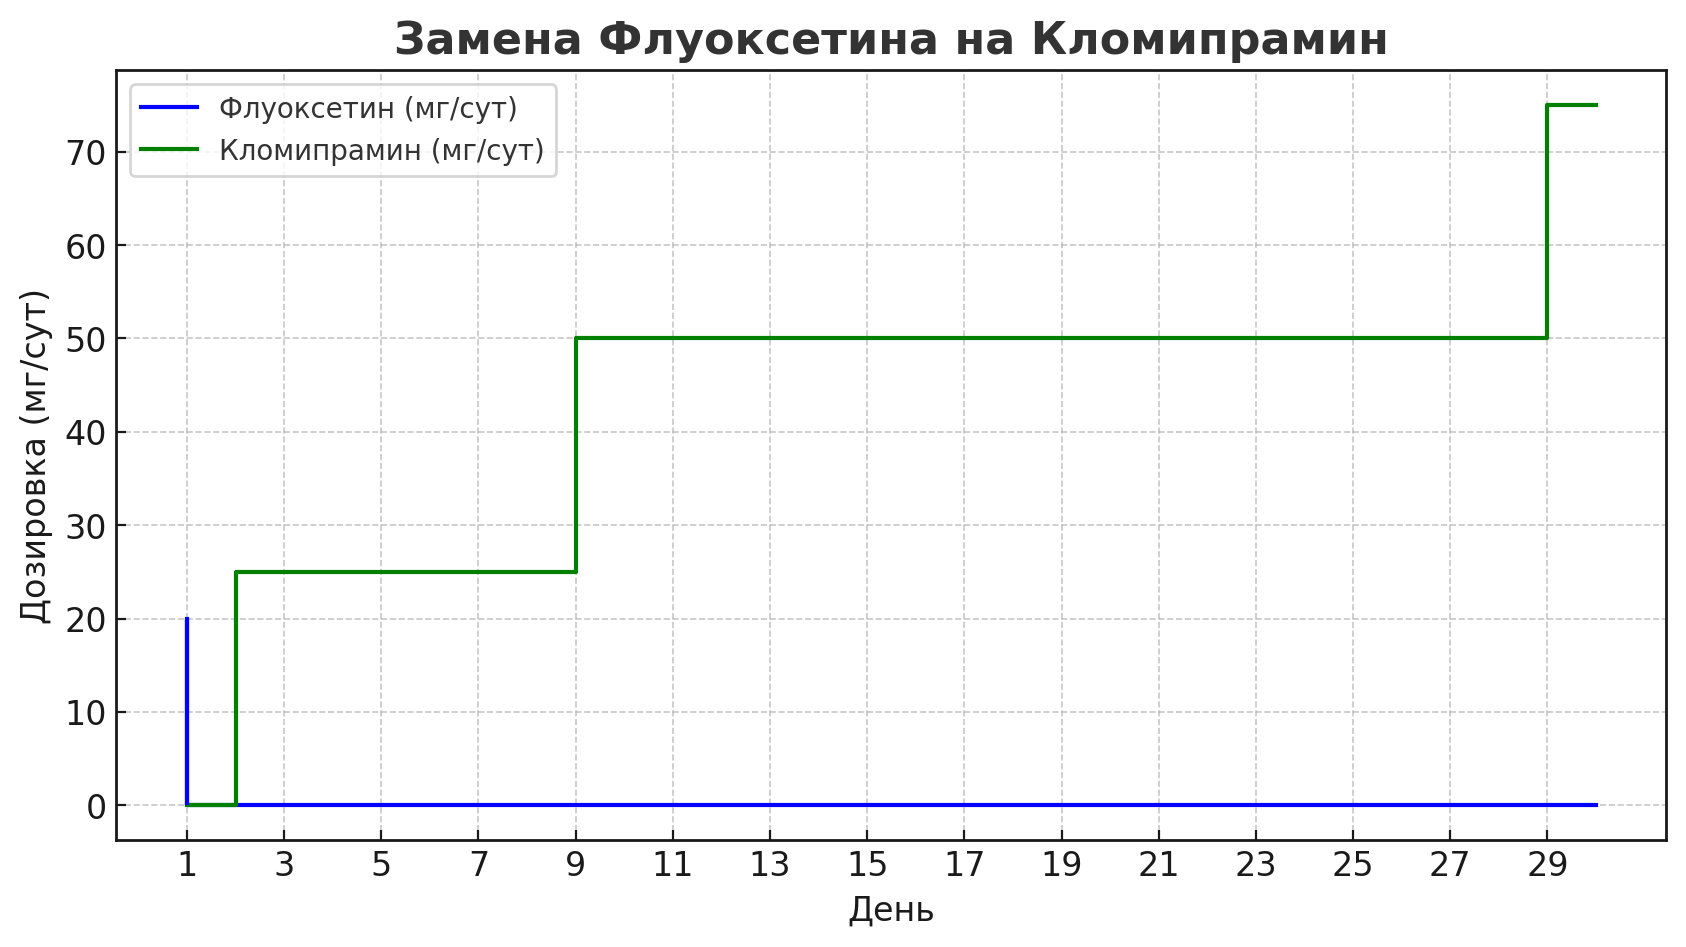 Замена Флуоксетина на Кломипрамин
Флуоксетин (мг/сут)
Кломипрамин (мг/сут)
Дозировка (мг/сут)
70
60
50
40
30
20
10
0
1 3 5 7 9 11 13 15 17 19 21 23 25 27 29
День